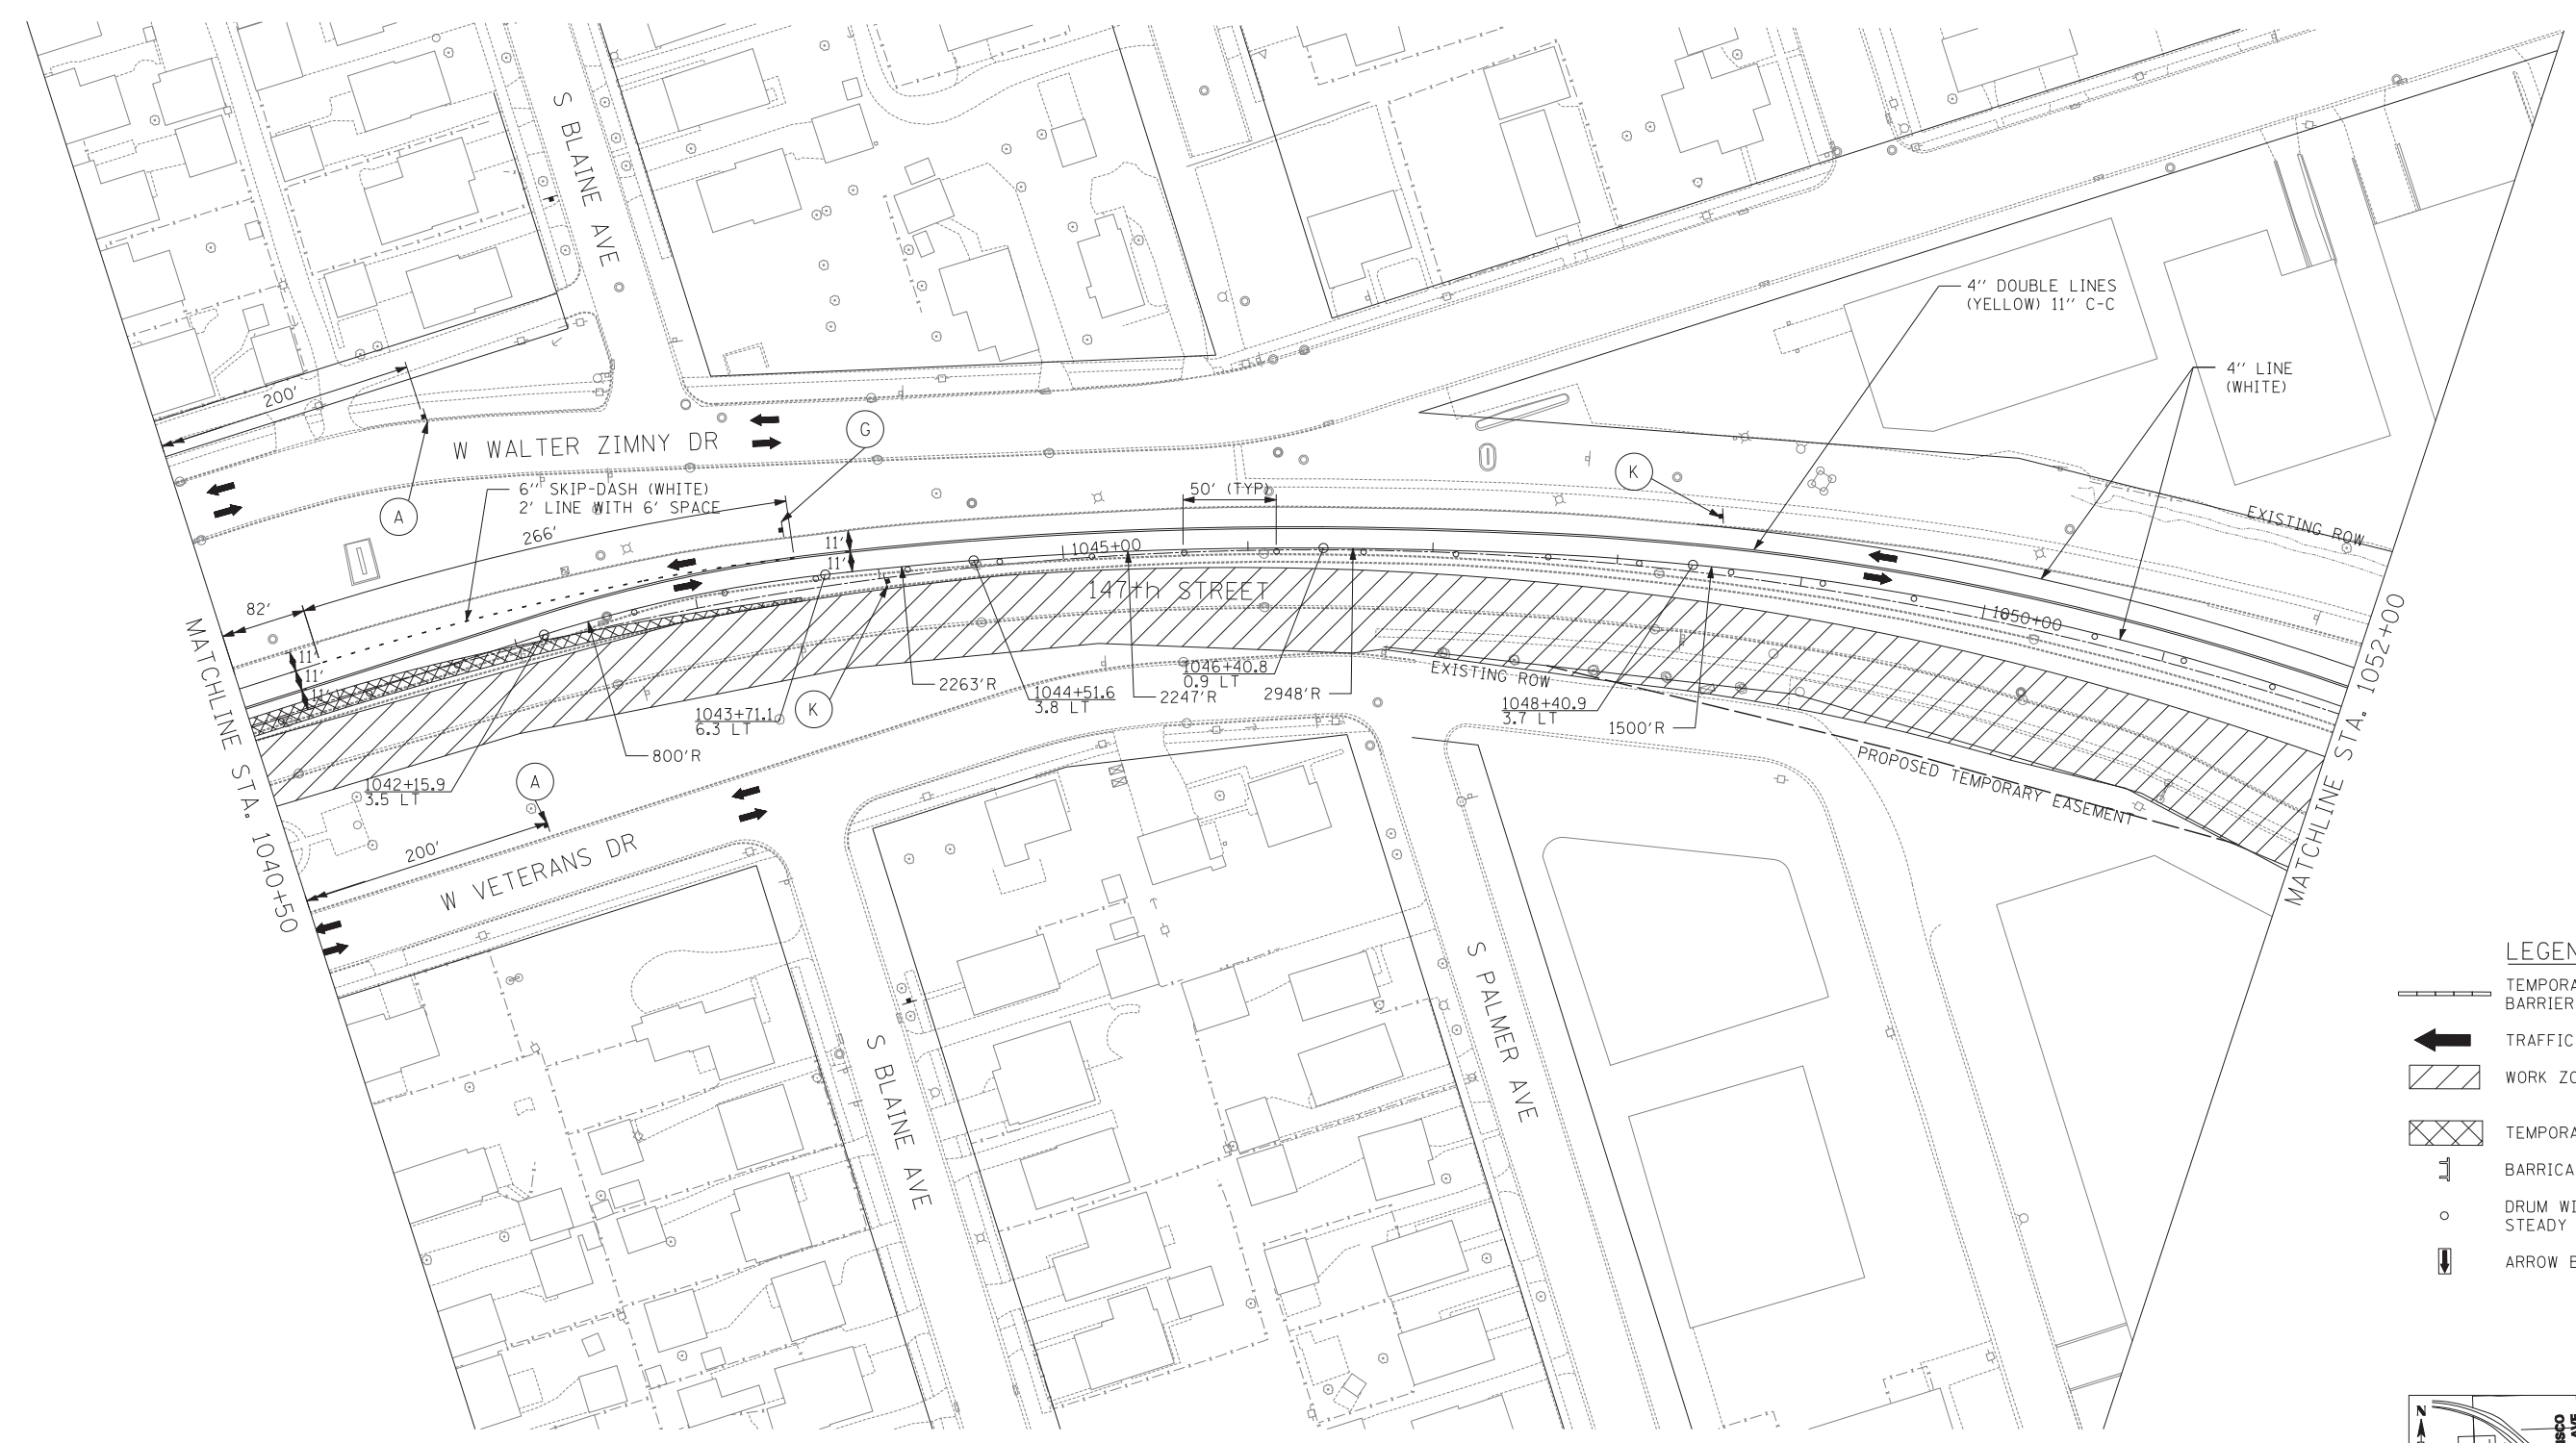 S BLAINE AVE
4'' DOUBLE LINES
(YELLOW) 11'' C-C
4'' LINE
(WHITE)
200'
W WALTER ZIMNY DR
G
K
A
6'' SKIP-DASH (WHITE)
2' LINE WITH 6' SPACE
50' (TYP)
266'
EXISTING ROW
11'
11'
1045+00
147th STREET
82'
1050+00
11'
11'
11'
MATCHLINE STA. 1040+50
MATCHLINE STA. 1052+00
EXISTING ROW
2263'R
1044+51.6
3.8 LT
2247'R
1046+40.8
0.9 LT
2948'R
1048+40.9
3.7 LT
1500'R
1043+71.1
6.3 LT
K
800'R
1042+15.9
3.5 LT
A
PROPOSED TEMPORARY EASEMENT
200'
W VETERANS DR
S PALMER AVE
S BLAINE AVE
LEGEN
TEMPORA
BARRIER
TRAFFIC
WORK ZO
TEMPORA
BARRICA
DRUM WI
STEADY
ARROW B
N